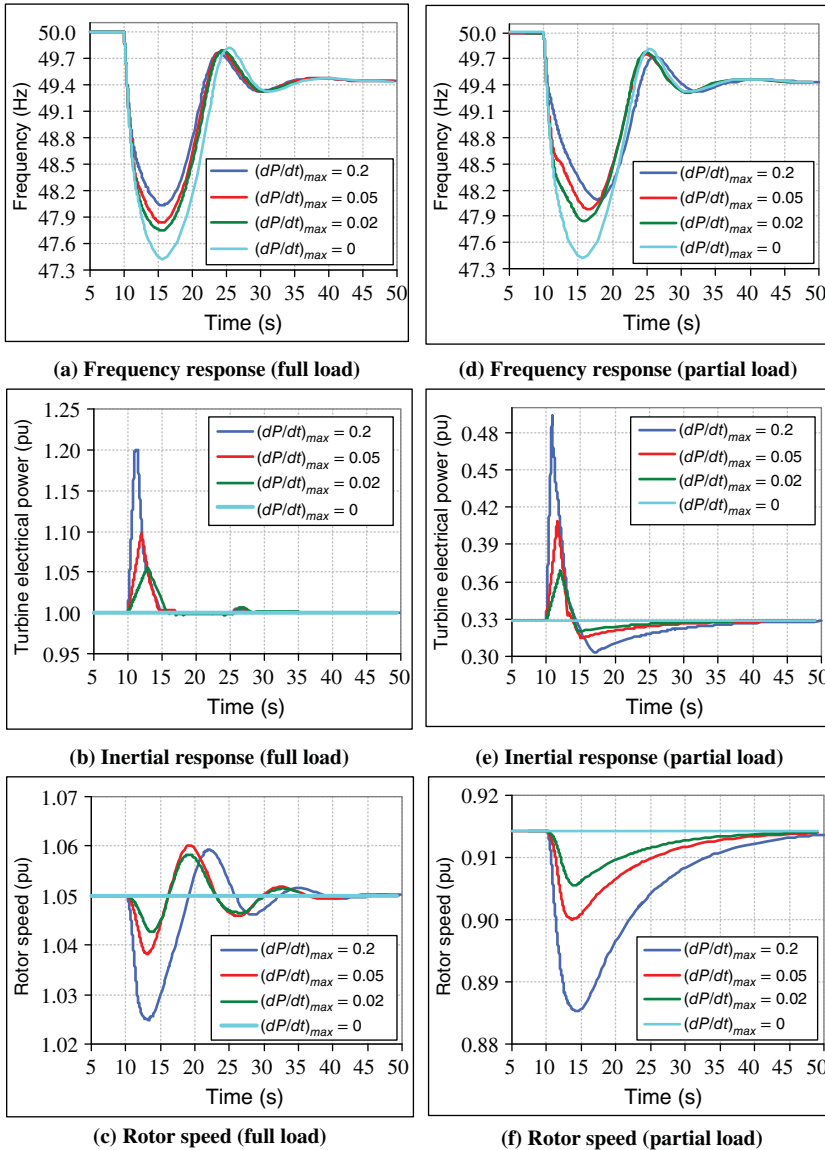 50.0
49.7
49.4
49.1
48.8
48.5
48.2
47.9
47.6
47.3
Frequency (Hz)
(dP/dt)max = 0.2
(dP/dt)max = 0.05
(dP/dt)max = 0.02
(dP/dt)max = 0
5 10 15 20 25 30 35 40 45 50
Time (s)
(a) Frequency response (full load)
50.0
49.7
49.4
49.1
48.8
48.5
48.2
47.9
47.6
47.3
Frequency (Hz)
(dP/dt)max = 0.2
(dP/dt)max = 0.05
(dP/dt)max = 0.02
(dP/dt)max = 0
5 10 15 20 25 30 35 40 45 50
Time (s)
(d) Frequency response (partial load)
1.25
1.20
1.15
1.10
1.05
1.00
0.95
Turbine electrical power (pu)
(dP/dt)max = 0.2
(dP/dt)max = 0.05
(dP/dt)max = 0.02
(dP/dt)max = 0
5 10 15 20 25 30 35 40 45 50
Time (s)
(b) Inertial response (full load)
0.48
0.45
0.42
0.39
0.36
0.33
0.30
Turbine electrical power (pu)
(dP/dt)max = 0.2
(dP/dt)max = 0.05
(dP/dt)max = 0.02
(dP/dt)max = 0
5 10 15 20 25 30 35 40 45 50
Time (s)
(e) Inertial response (partial load)
1.07
1.06
1.05
1.04
1.03
1.02
Rotor speed (pu)
(dP/dt)max = 0.2
(dP/dt)max = 0.05
(dP/dt)max = 0.02
(dP/dt)max = 0
5 10 15 20 25 30 35 40 45 50
Time (s)
(c) Rotor speed (full load)
0.92
0.91
0.90
0.89
0.88
Rotor speed (pu)
(dP/dt)max = 0.2
(dP/dt)max = 0.05
(dP/dt)max = 0.02
(dP/dt)max = 0
5 10 15 20 25 30 35 40 45 50
Time (s)
(f) Rotor speed (partial load)